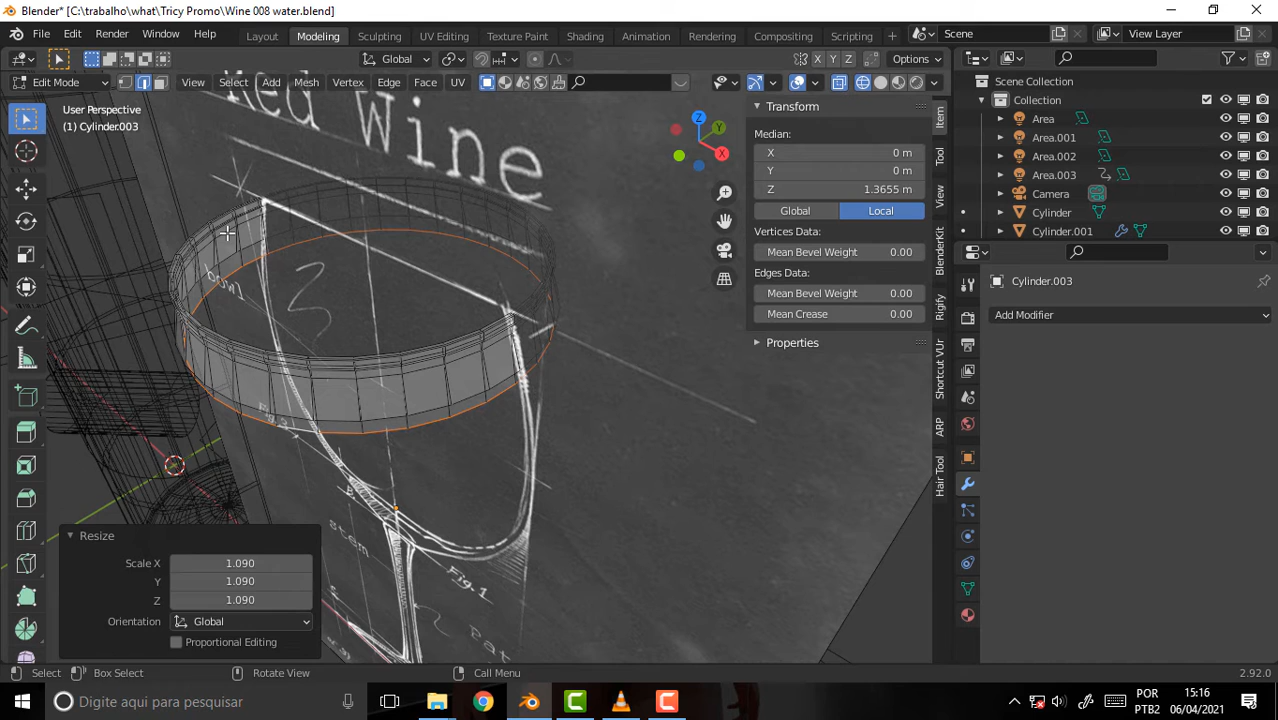 Blender* [C:\trabalho\what\Tricy Promo\Wine 008 water.blend]
File Edit Render Window Help Layout Modeling Sculpting UV Editing Texture Paint Shading Animation Rendering Compositing Scripting Scene View Layer
Global X Y Z Options
Edit Mode View Select Add Mesh Vertex Edge Face UV
User Perspective
(1) Cylinder.003
Red Wine
bowl
stem
Fig.1
Z
Y
X
Transform
Median:
X 0 m
Y 0 m
Z 1.3655 m
Global Local
Vertices Data:
Mean Bevel Weight 0.00
Edges Data:
Mean Bevel Weight 0.00
Mean Crease 0.00
Properties
Item
Tool
View
BlenderKit
Rigify
Shortcut VUr
ARP
Hair Tool
Scene Collection
Collection
Area
Area.001
Area.002
Area.003
Camera
Cylinder
Cylinder.001
Cylinder.003
Add Modifier
Resize
Scale X 1.090
Y 1.090
Z 1.090
Orientation Global
Proportional Editing
Select Box Select Rotate View Call Menu 2.92.0
Digite aqui para pesquisar
POR
PTB2
15:16
06/04/2021